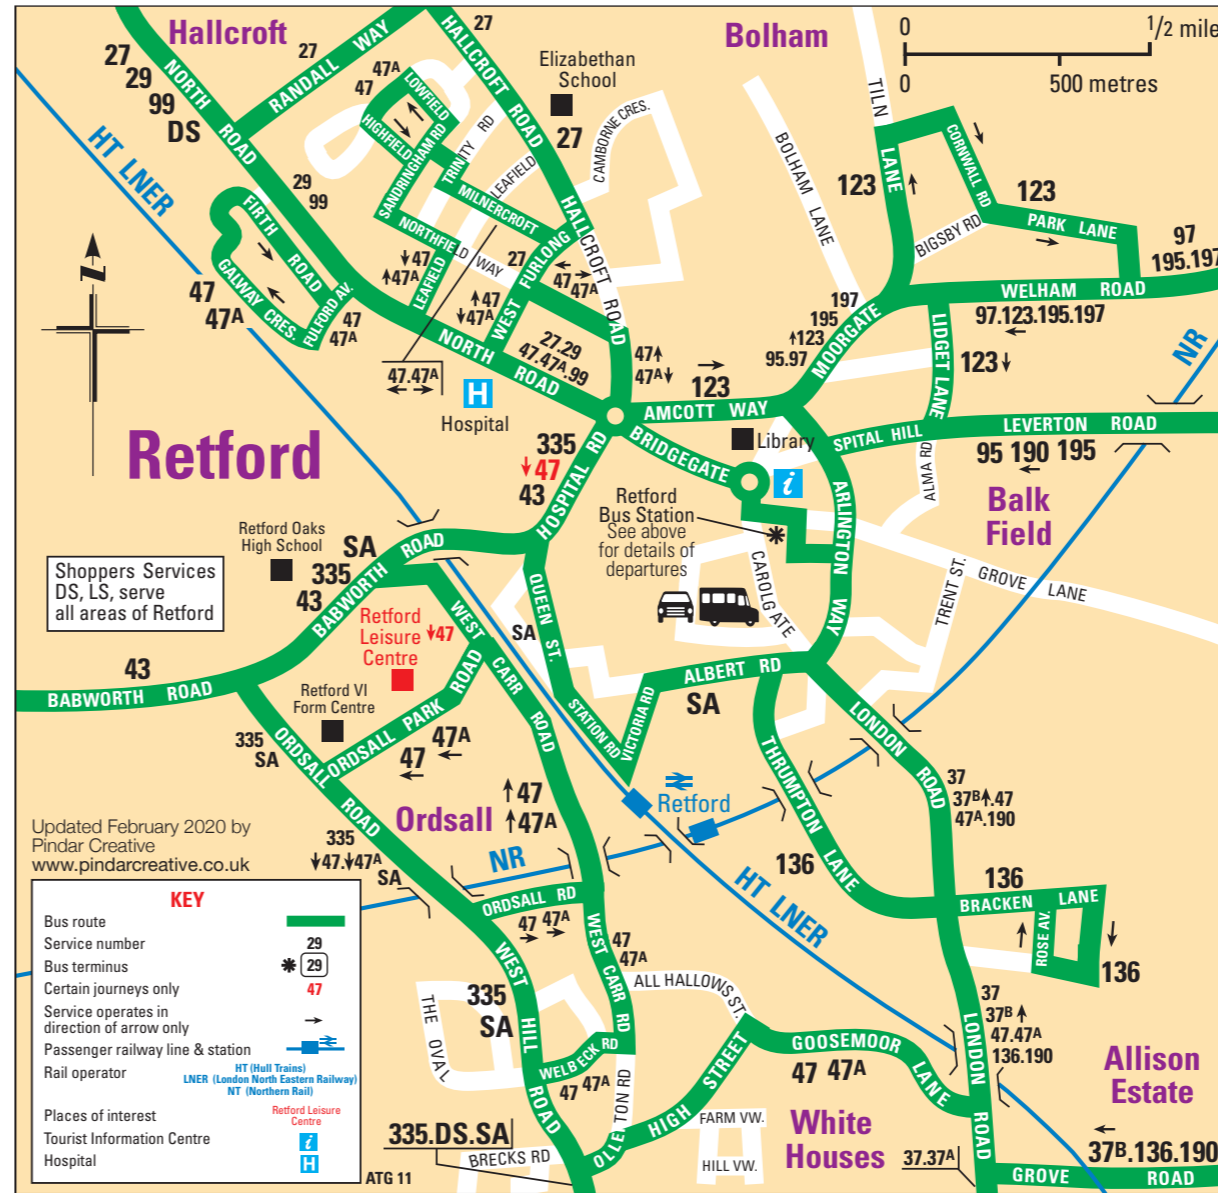 Hallcroft
Bolham
0
1/2 mile
0
500 metres
27
29
99
DS
NORTH
ROAD
27
RANDALL WAY
HALLCROFT ROAD
27
Elizabethan
School
27
CAMBORNE CRES.
TILN
LANE
BOLHAM LANE
CORNWALL RD
123
123
PARK LANE
BIGSBY RD
97
195.197
WELHAM ROAD
97.123.195.197
HT LNER
47
47A
LOWFIELD
HIGHFIELD
SANDRINGHAM RD
TRINITY RD
LEAFIELD
MILNERCROFT
NORTHFIELD WAY
LEAFIELD
WEST FURLONG
HALLCROFT ROAD
29
99
FIRTH ROAD
GALWAY CRES.
FULFORD AV.
47
47A
47
47A
↓47
↑47A
↑47
↓47A
27
47
47A
NORTH
ROAD
27.29
47.47A.99
47.47A
H
Hospital
47↑
47A↓
123
AMCOTT WAY
197
195
↑123
95.97
MOORGATE
LIDGET LANE
123↓
NR
SPITAL HILL
LEVERTON ROAD
95 190 195
ALMA RD
Balk
Field
Retford
335
↓47
43
HOSPITAL RD
BRIDGEGATE
Library
i
Retford
Bus Station
See above
for details of
departures
CAROLGATE
ARLINGTON WAY
TRENT ST.
GROVE LANE
Retford Oaks
High School
SA
335
43
BABWORTH ROAD
Shoppers Services
DS, LS, serve
all areas of Retford
Retford
Leisure
Centre
↓47
WEST CARR ROAD
QUEEN ST.
SA
STATION RD
VICTORIA RD
ALBERT RD
SA
43
BABWORTH ROAD
Retford VI
Form Centre
ORDSALL PARK ROAD
47
47A
335
SA
ORDSALL ROAD
Ordsall
↑47
↑47A
Retford
THRUMPTON LANE
136
LONDON ROAD
37
37B↑.47
47A.190
335
↓47.↓47A
SA
NR
ORDSALL RD
47 47A
HT LNER
136
BRACKEN LANE
ROSE AV.
136
WEST CARR RD
47
47A
ALL HALLOWS ST.
THE OVAL
335
SA
WEST HILL ROAD
WELBECK RD
47 47A
OLLERTON RD
HIGH STREET
GOOSEMOOR LANE
47 47A
37
37B↑
47.47A
136.190
LONDON ROAD
Allison
Estate
White
Houses
FARM VW.
HILL VW.
335.DS.SA
BRECKS RD
37.37A
37B.136.190
GROVE ROAD
Updated February 2020 by
Pindar Creative
www.pindarcreative.co.uk
KEY
Bus route
Service number 29
Bus terminus 29
Certain journeys only 47
Service operates in
direction of arrow only →
Passenger railway line & station
Rail operator HT (Hull Trains)
LNER (London North Eastern Railway)
NT (Northern Rail)
Places of interest Retford Leisure
Centre
Tourist Information Centre i
Hospital H
ATG 11